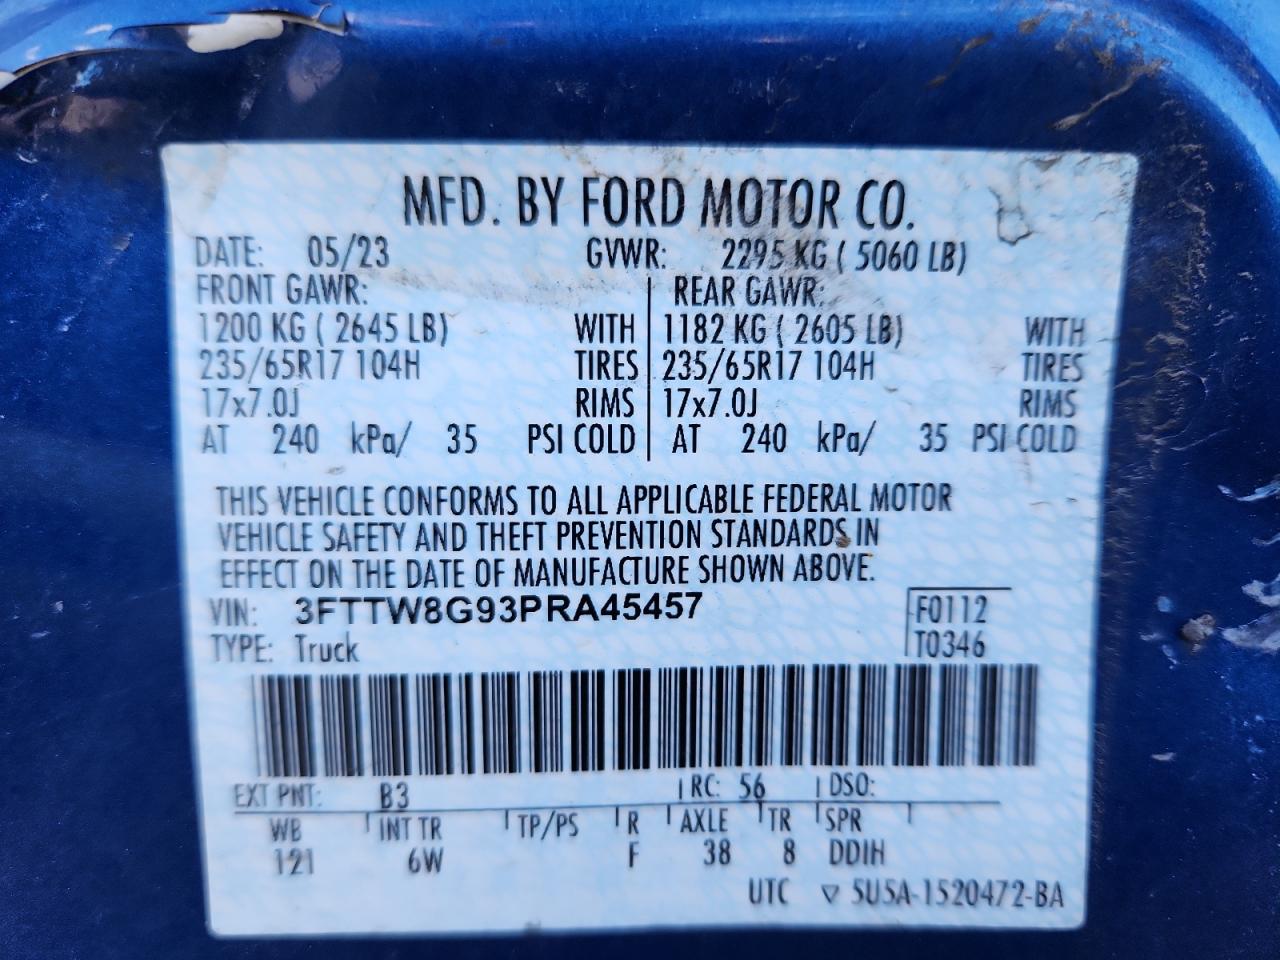 MFD. BY FORD MOTOR CO.
DATE: 05/23 GVWR: 2295 KG ( 5060 LB)
FRONT GAWR: REAR GAWR:
1200 KG ( 2645 LB) WITH 1182 KG ( 2605 LB) WITH
235/65R17 104H TIRES 235/65R17 104H TIRES
17x7.0J RIMS 17x7.0J RIMS
AT 240 kPa/ 35 PSI COLD AT 240 kPa/ 35 PSI COLD
THIS VEHICLE CONFORMS TO ALL APPLICABLE FEDERAL MOTOR
VEHICLE SAFETY AND THEFT PREVENTION STANDARDS IN
EFFECT ON THE DATE OF MANUFACTURE SHOWN ABOVE.
VIN: 3FTTW8G93PRA45457 F0112
TYPE: Truck T0346
EXT PNT: B3 RC: 56 DSO:
WB INT TR TP/PS R AXLE TR SPR
121 6W F 38 8 DDIH
UTC ▽ 5U5A-1520472-BA